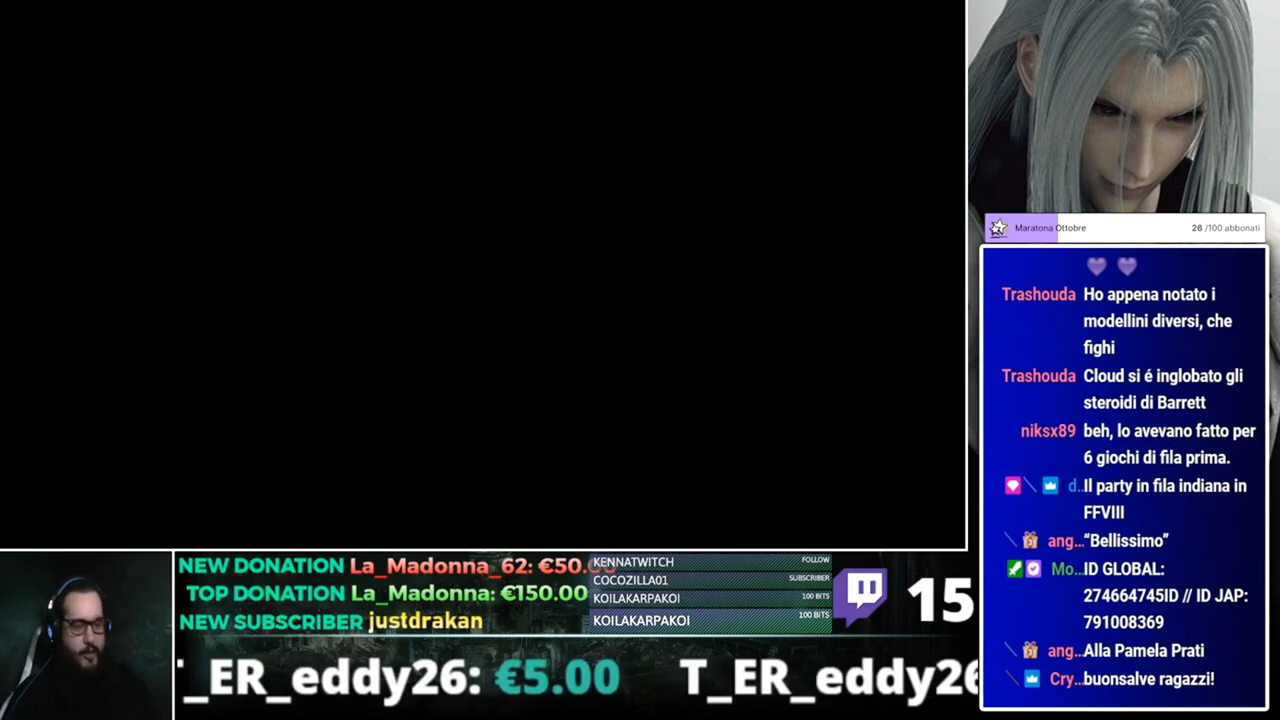 Maratona Ottobre 26 /100 abbonati
Trashouda Ho appena notato i
modellini diversi, che
fighi
Trashouda Cloud si é inglobato gli
steroidi di Barrett
niksx89 beh, lo avevano fatto per
6 giochi di fila prima.
d...Il party in fila indiana in
FFVIII
ang...“Bellissimo”
Mo...ID GLOBAL:
274664745ID // ID JAP:
791008369
ang...Alla Pamela Prati
Cry...buonsalve ragazzi!
NEW DONATION La_Madonna_62: €50.00
TOP DONATION La_Madonna: €150.00
NEW SUBSCRIBER justdrakan
KENNATWITCH FOLLOW
COCOZILLA01 SUBSCRIBER
KOILAKARPAKOI 100 BITS
KOILAKARPAKOI 100 BITS
15
T_ER_eddy26: €5.00 T_ER_eddy26